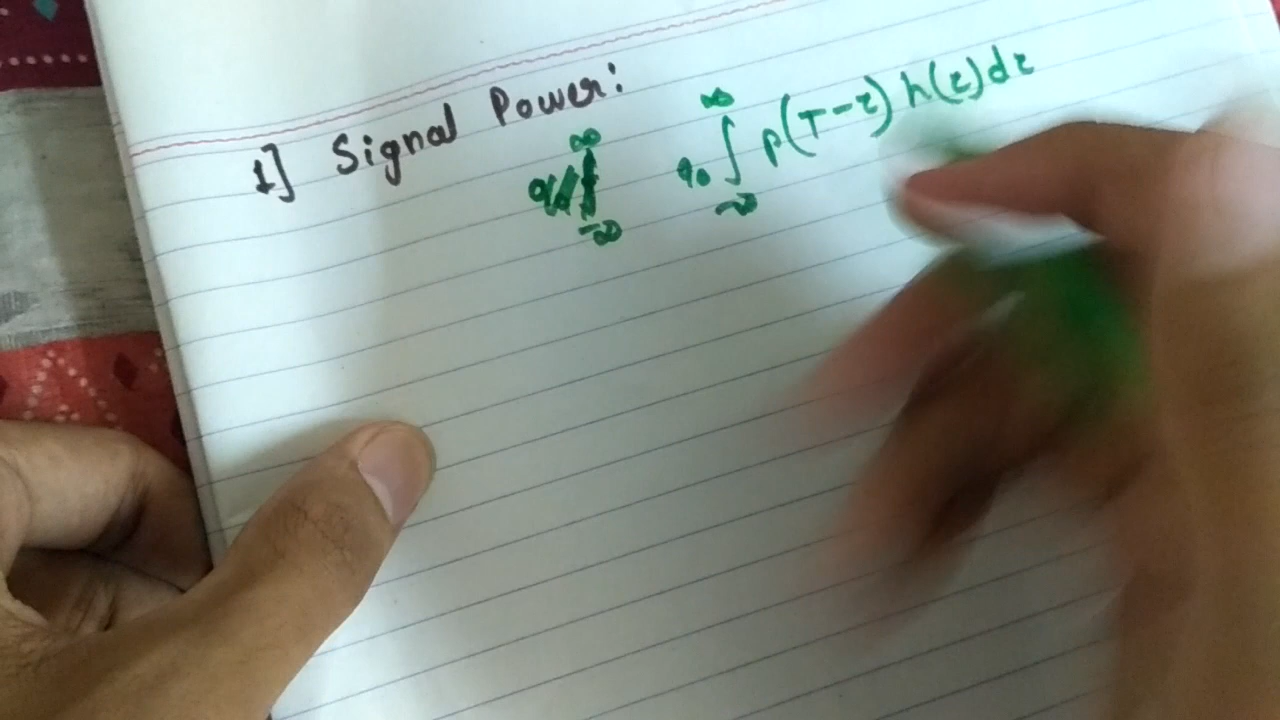 1] Signal Power:
a₀ ∫_{-∞}^{∞} p(T-τ) h(τ)dτ